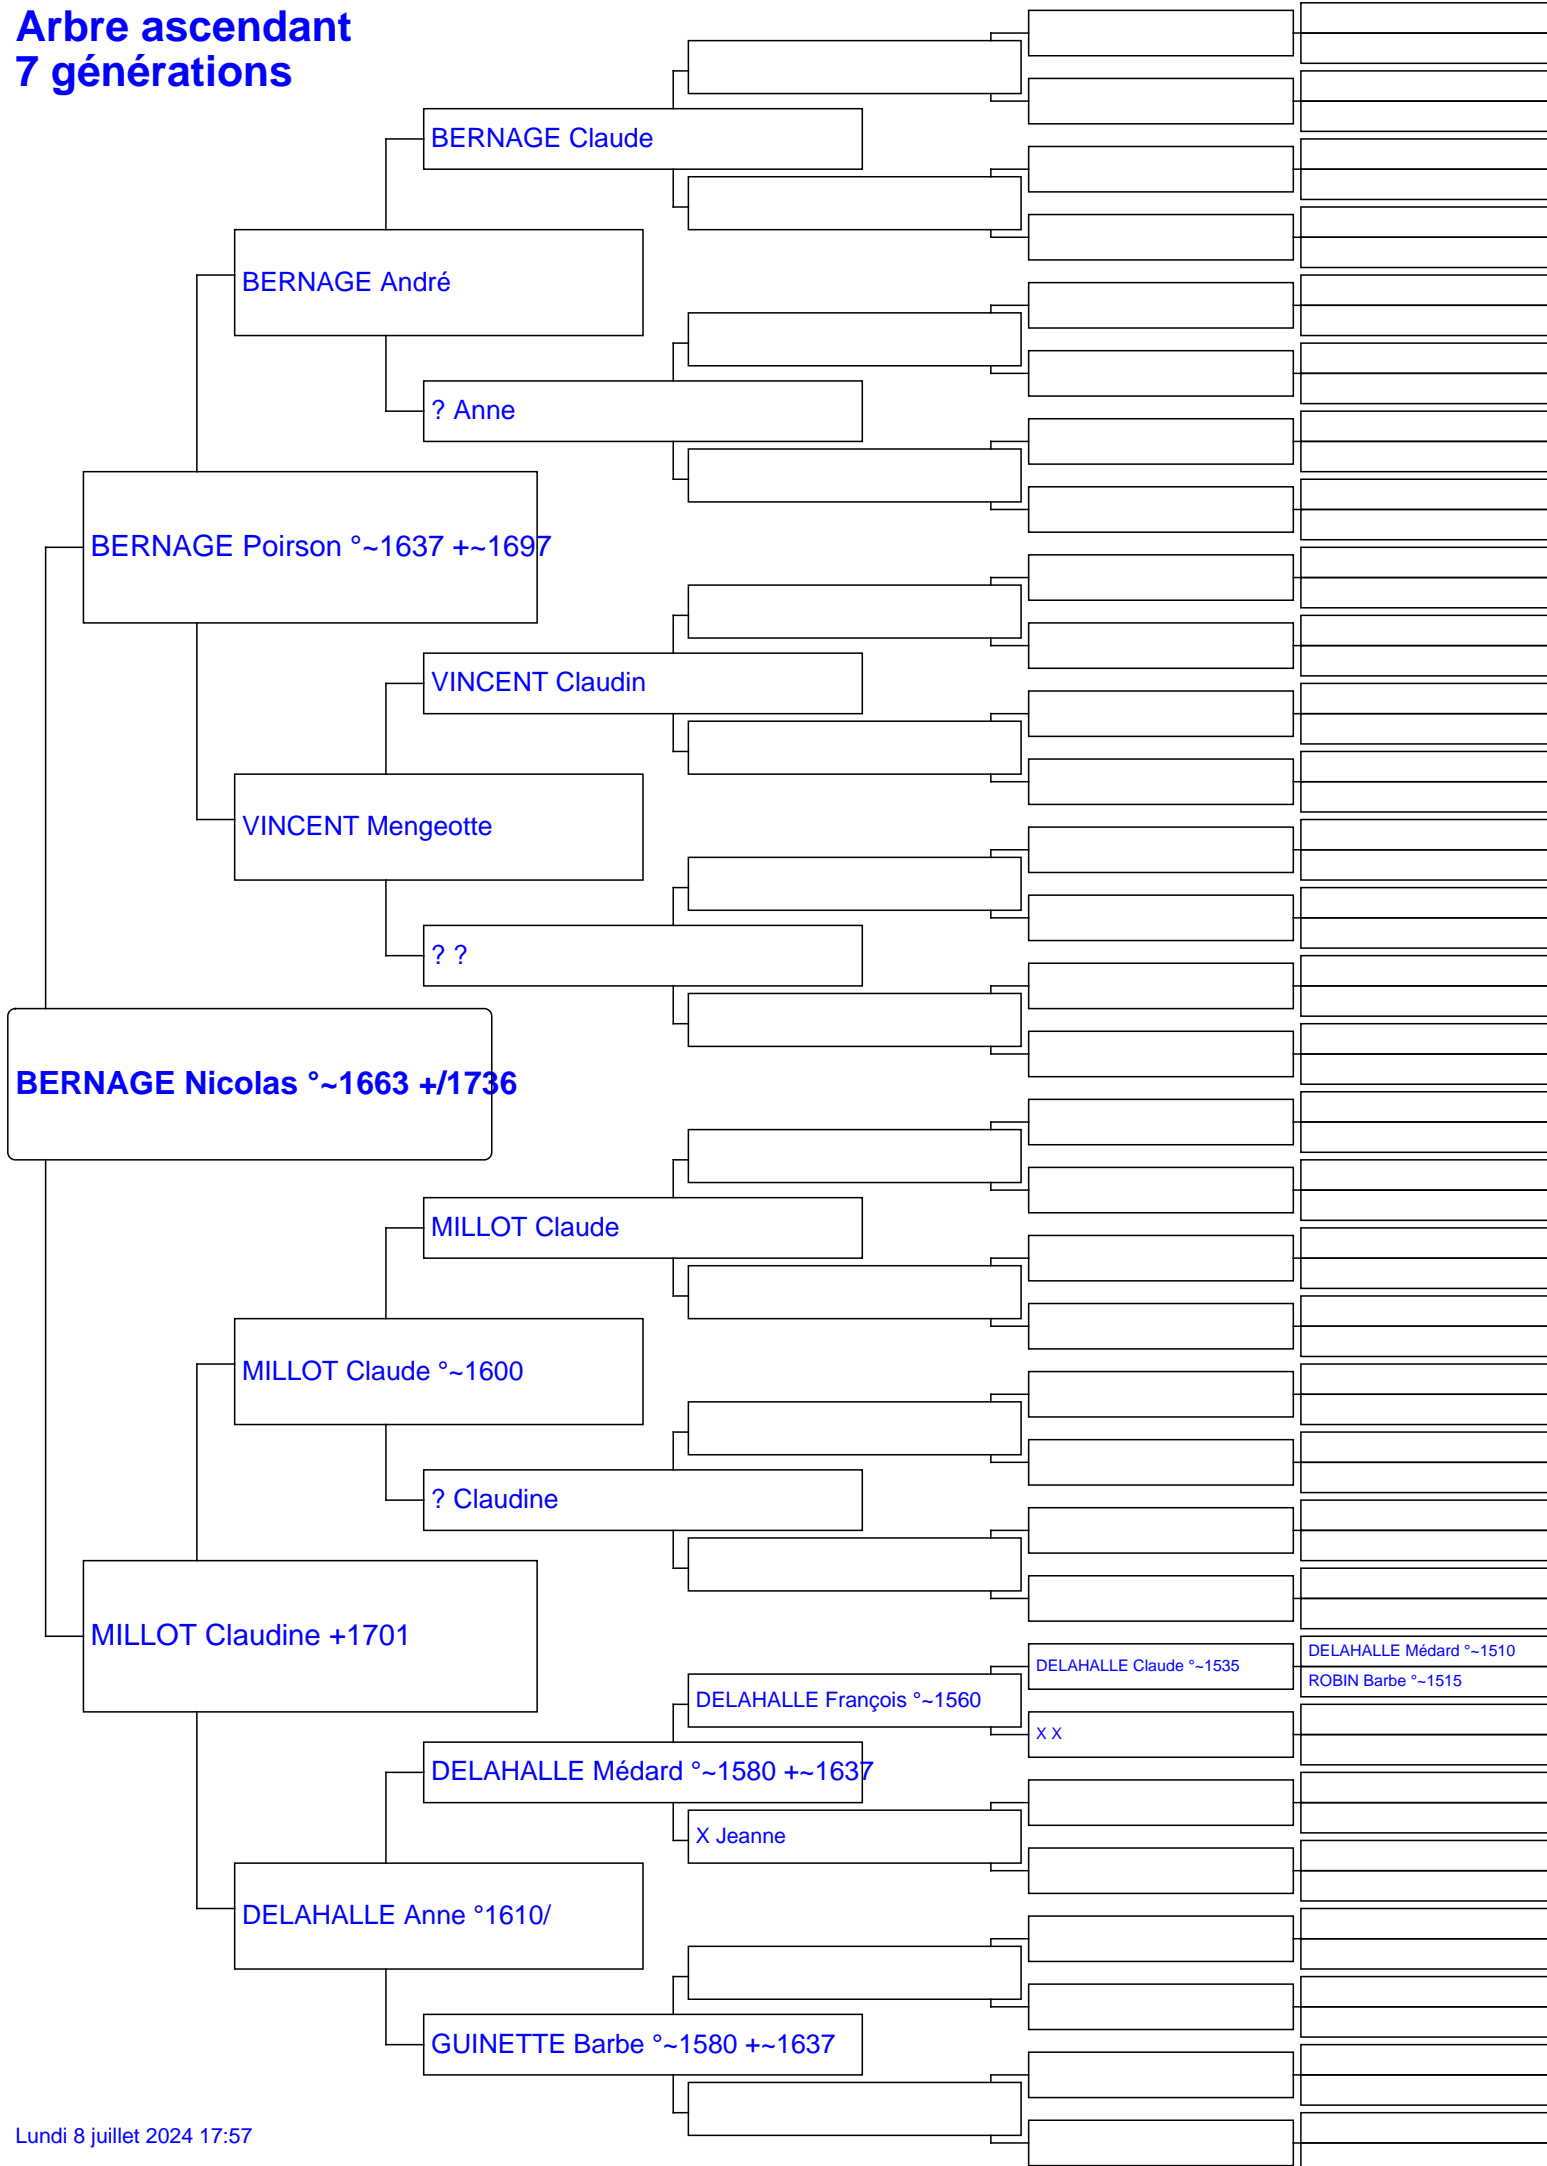 Arbre ascendant
7 générations
BERNAGE Claude
BERNAGE André
? Anne
BERNAGE Poirson °~1637 +~1697
VINCENT Claudin
VINCENT Mengeotte
? ?
BERNAGE Nicolas °~1663 +/1736
MILLOT Claude
MILLOT Claude °~1600
? Claudine
MILLOT Claudine +1701
DELAHALLE Médard °~1510
DELAHALLE Claude °~1535
ROBIN Barbe °~1515
DELAHALLE François °~1560
X X
DELAHALLE Médard °~1580 +~1637
X Jeanne
DELAHALLE Anne °1610/
GUINETTE Barbe °~1580 +~1637
Lundi 8 juillet 2024 17:57